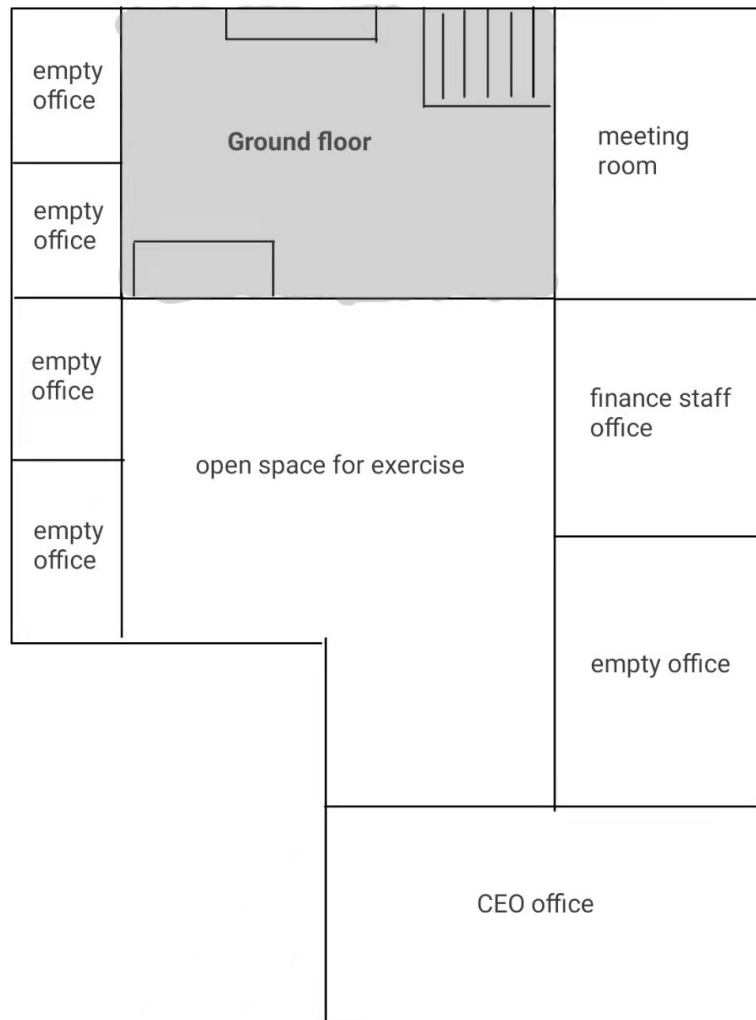 empty
office
Ground floor
meeting
room
empty
office
empty
office
finance staff
office
open space for exercise
empty
office
empty office
CEO office